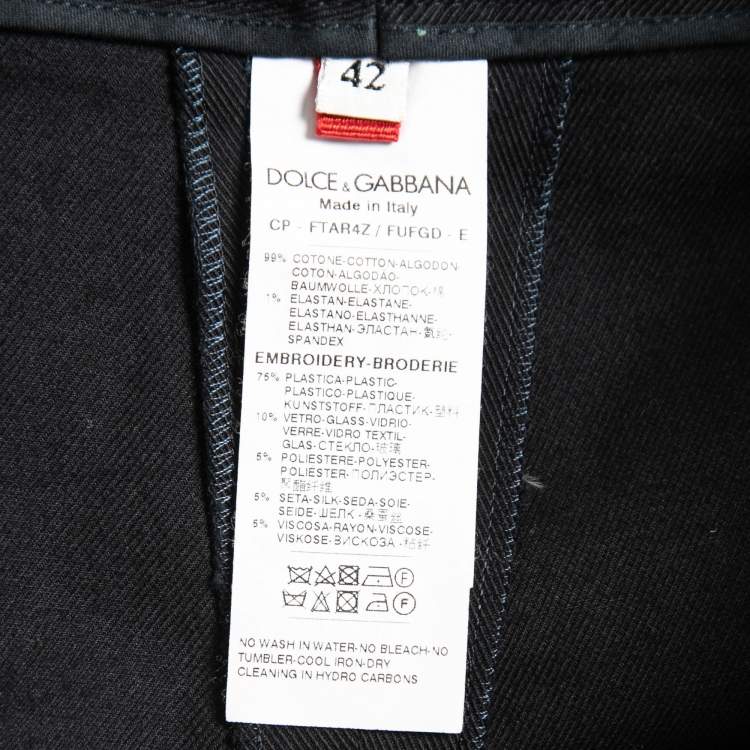 42
DOLCE & GABBANA
Made in Italy
CP - FTAR4Z / FUFGD - E
99% COTONE-COTTON-ALGODON-
COTON-ALGODAO-
BAUMWOLLE-ХЛОПОК-棉
1% ELASTAN-ELASTANE-
ELASTANO-ELASTHANNE-
ELASTHAN-ЭЛАСТАН-氨纶-
SPANDEX
EMBROIDERY-BRODERIE
75% PLASTICA-PLASTIC-
PLASTICO-PLASTIQUE-
KUNSTSTOFF-ПЛАСТИК-塑料
10% VETRO-GLASS-VIDRIO-
VERRE-VIDRO TEXTIL-
GLAS-СТЕКЛО-玻璃
5% POLIESTERE-POLYESTER-
POLIESTER-ПОЛИЭСТЕР-
聚酯纤维
5% SETA-SILK-SEDA-SOIE-
SEIDE-ШЕЛК-桑蚕丝
5% VISCOSA-RAYON-VISCOSE-
VISKOSE-ВИСКОЗА-粘纤
F
F
NO WASH IN WATER-NO BLEACH-NO
TUMBLER-COOL IRON-DRY
CLEANING IN HYDRO CARBONS